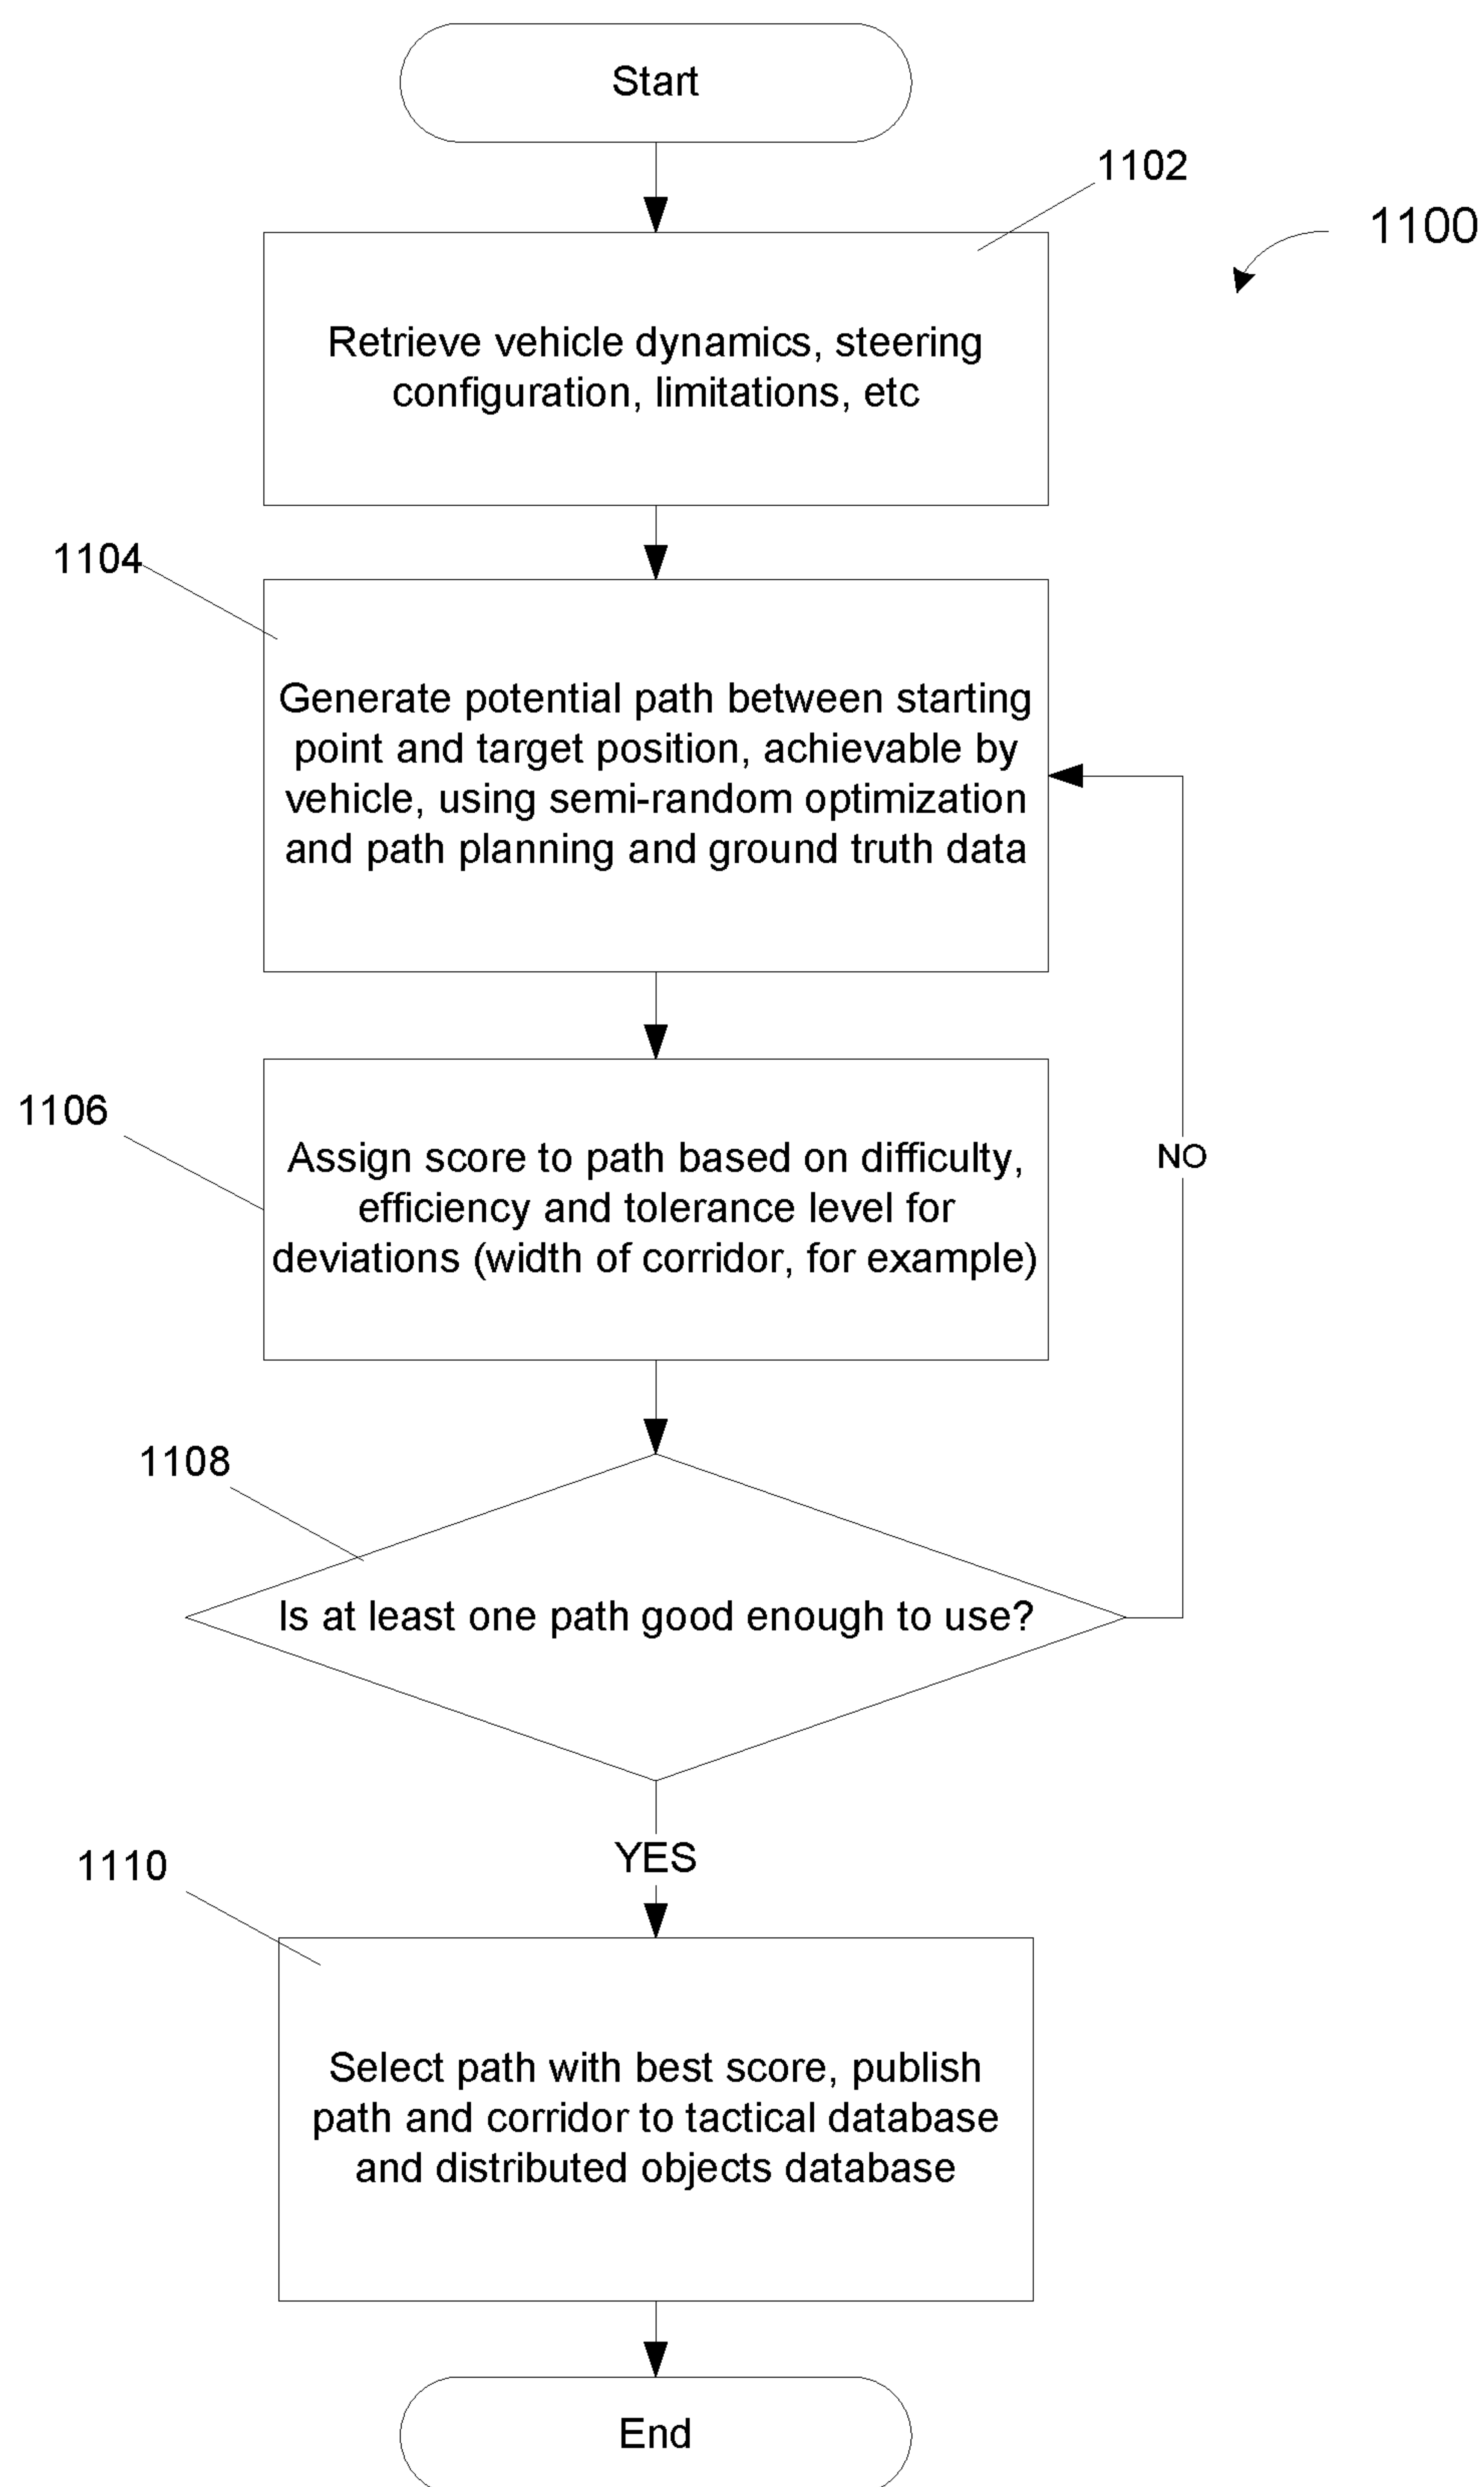 Start
1102
1100
Retrieve vehicle dynamics, steering
configuration, limitations, etc
1104
Generate potential path between starting
point and target position, achievable by
vehicle, using semi-random optimization
and path planning and ground truth data
1106
Assign score to path based on difficulty,
efficiency and tolerance level for
deviations (width of corridor, for example)
NO
1108
Is at least one path good enough to use?
YES
1110
Select path with best score, publish
path and corridor to tactical database
and distributed objects database
End